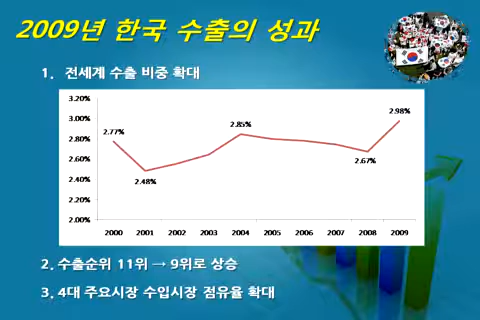 2009년 한국 수출의 성과
1. 전세계 수출 비중 확대
3.20%
3.00%
2.80%
2.60%
2.40%
2.20%
2.00%
2.77%
2.48%
2.85%
2.67%
2.98%
2000 2001 2002 2003 2004 2005 2006 2007 2008 2009
2. 수출순위 11위 → 9위로 상승
3. 4대 주요시장 수입시장 점유율 확대